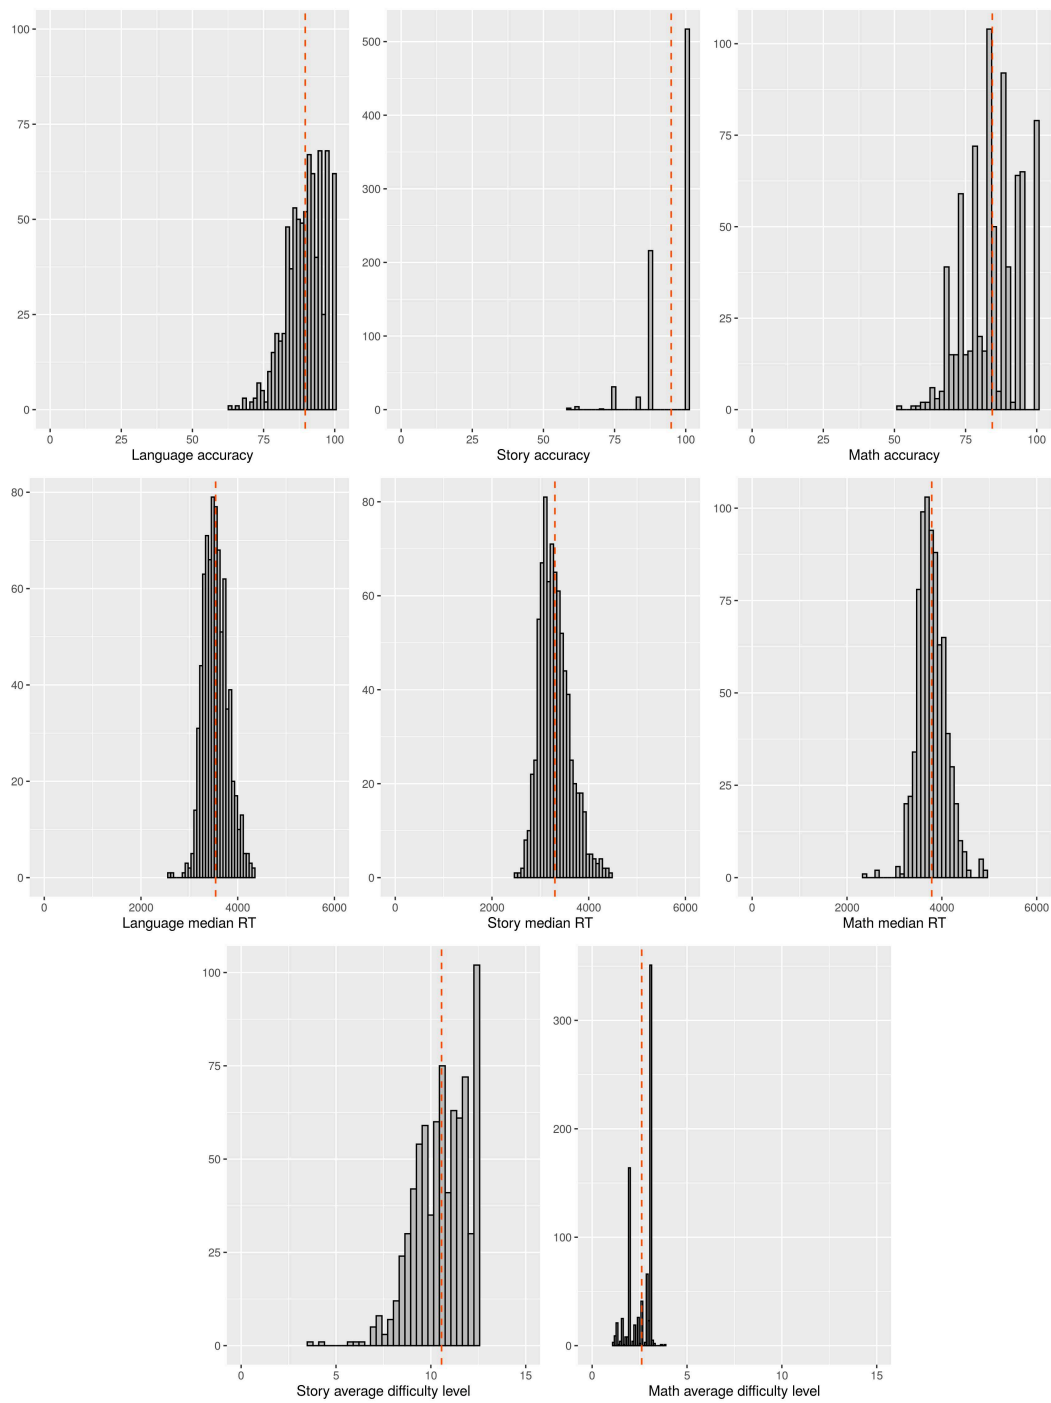 100
75
50
25
0
0 25 50 75 100
Language accuracy
500
400
300
200
100
0
0 25 50 75 100
Story accuracy
100
75
50
25
0
0 25 50 75 100
Math accuracy
80
60
40
20
0
0 2000 4000 6000
Language median RT
80
60
40
20
0
0 2000 4000 6000
Story median RT
100
75
50
25
0
0 2000 4000 6000
Math median RT
100
75
50
25
0
0 5 10 15
Story average difficulty level
300
200
100
0
0 5 10 15
Math average difficulty level